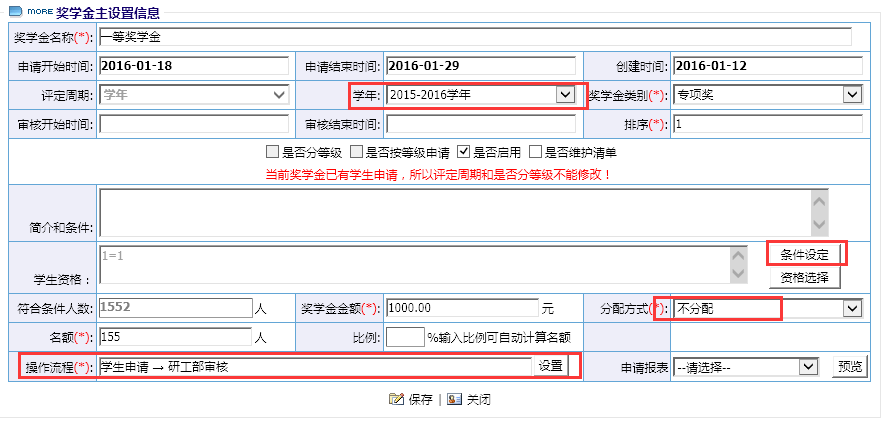 MORE 奖学金主设置信息
奖学金名称(*): 一等奖学金
申请开始时间: 2016-01-18 申请结束时间: 2016-01-29 创建时间: 2016-01-12
评定周期: 学年 学年: 2015-2016学年 奖学金类别(*): 专项奖
审核开始时间: 审核结束时间: 排序(*): 1
是否分等级 是否按等级申请 是否启用 是否维护清单
当前奖学金已有学生申请，所以评定周期和是否分等级不能修改！
简介和条件:
1=1 条件设定
学生资格： 资格选择
符合条件人数: 1552 人 奖学金金额(*): 1000.00 元 分配方式(*): 不分配
名额(*): 155 人 比例: %输入比例可自动计算名额
操作流程(*): 学生申请 → 研工部审核 设置 申请报表 --请选择-- 预览
保存 | 关闭